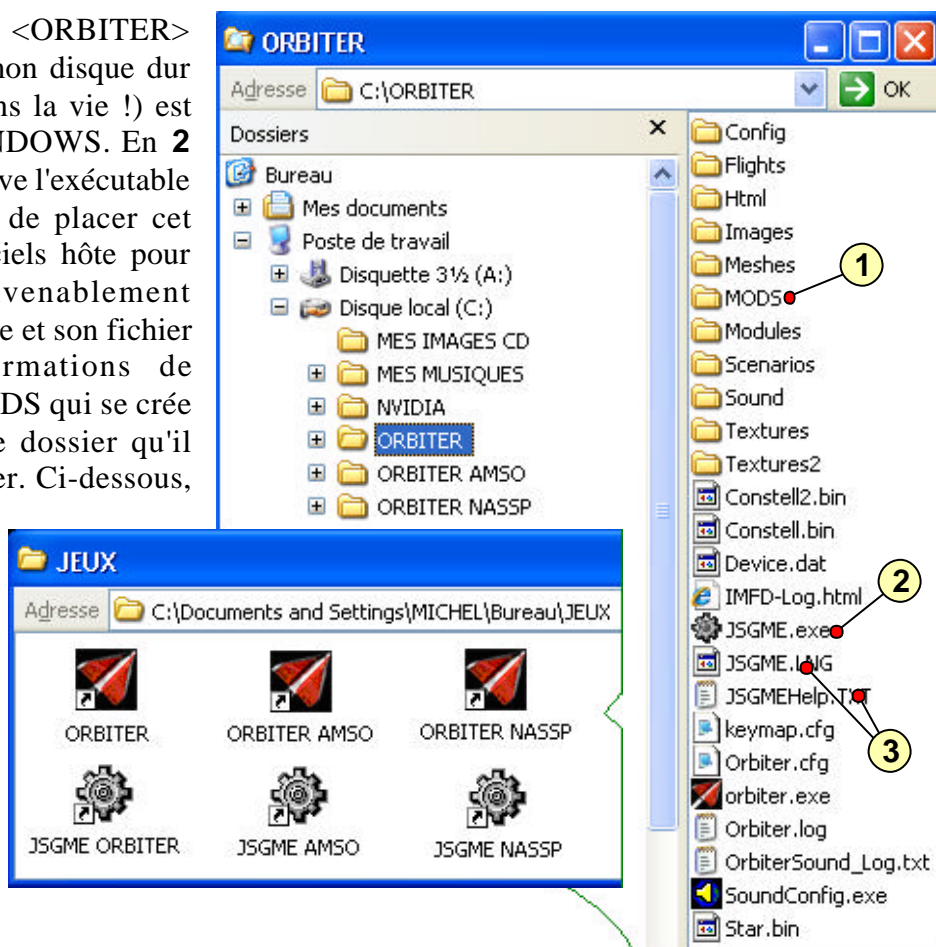 <ORBITER>
mon disque dur
ns la vie !) est
NDOWS. En 2
ve l'exécutable
de placer cet
ciels hôte pour
venablement
e et son fichier
rmations de
DS qui se crée
e dossier qu'il
er. Ci-dessous,
ORBITER
Adresse C:\ORBITER OK
Dossiers
Bureau
Mes documents
Poste de travail
Disquette 3½ (A:)
Disque local (C:)
MES IMAGES CD
MES MUSIQUES
NVIDIA
ORBITER
ORBITER AMSO
ORBITER NASSP
Config
Flights
Html
Images
Meshes
1
MODS
Modules
Scenarios
Sound
Textures
Textures2
Constell2.bin
Constell.bin
Device.dat
2
IMFD-Log.html
JSGME.exe
JSGME.LNG
JSGMEHelp.TXT
3
keymap.cfg
Orbiter.cfg
orbiter.exe
Orbiter.log
OrbiterSound_Log.txt
SoundConfig.exe
Star.bin
JEUX
Adresse C:\Documents and Settings\MICHEL\Bureau\JEUX
ORBITER ORBITER AMSO ORBITER NASSP
JSGME ORBITER JSGME AMSO JSGME NASSP